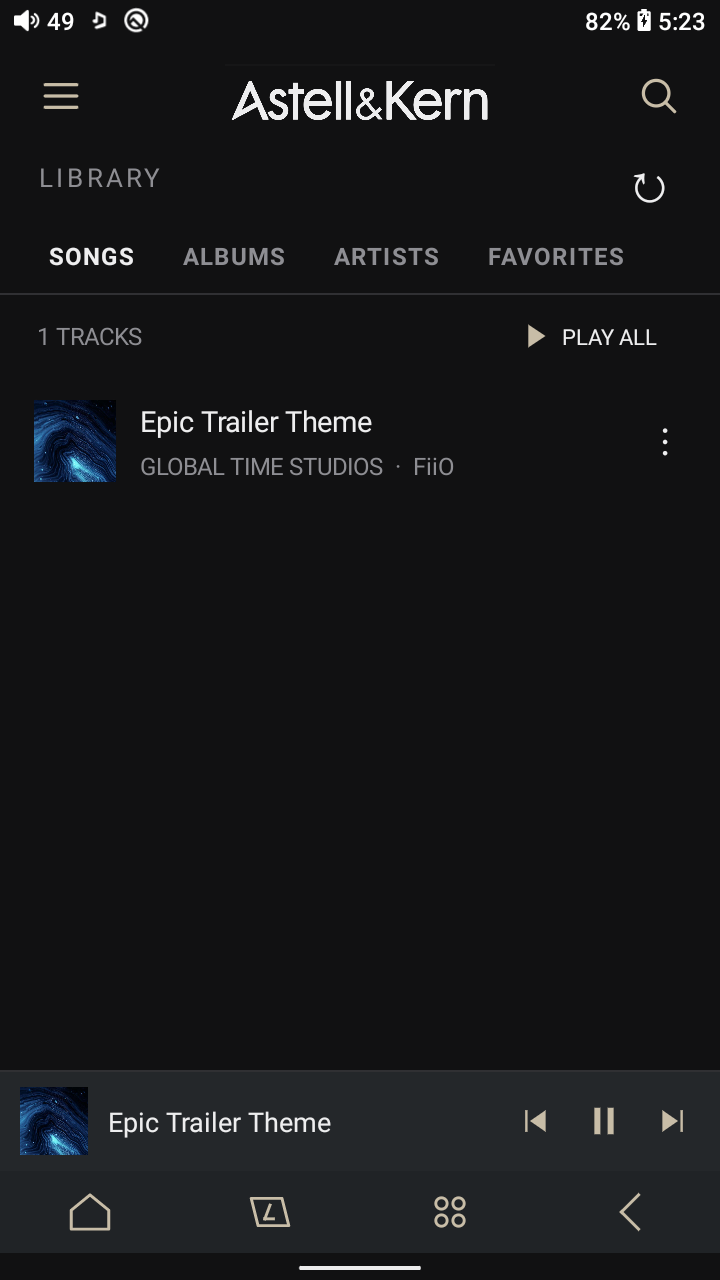 49 82% 5:23
Astell&Kern
LIBRARY
SONGS ALBUMS ARTISTS FAVORITES
1 TRACKS PLAY ALL
Epic Trailer Theme
GLOBAL TIME STUDIOS · FiiO
Epic Trailer Theme